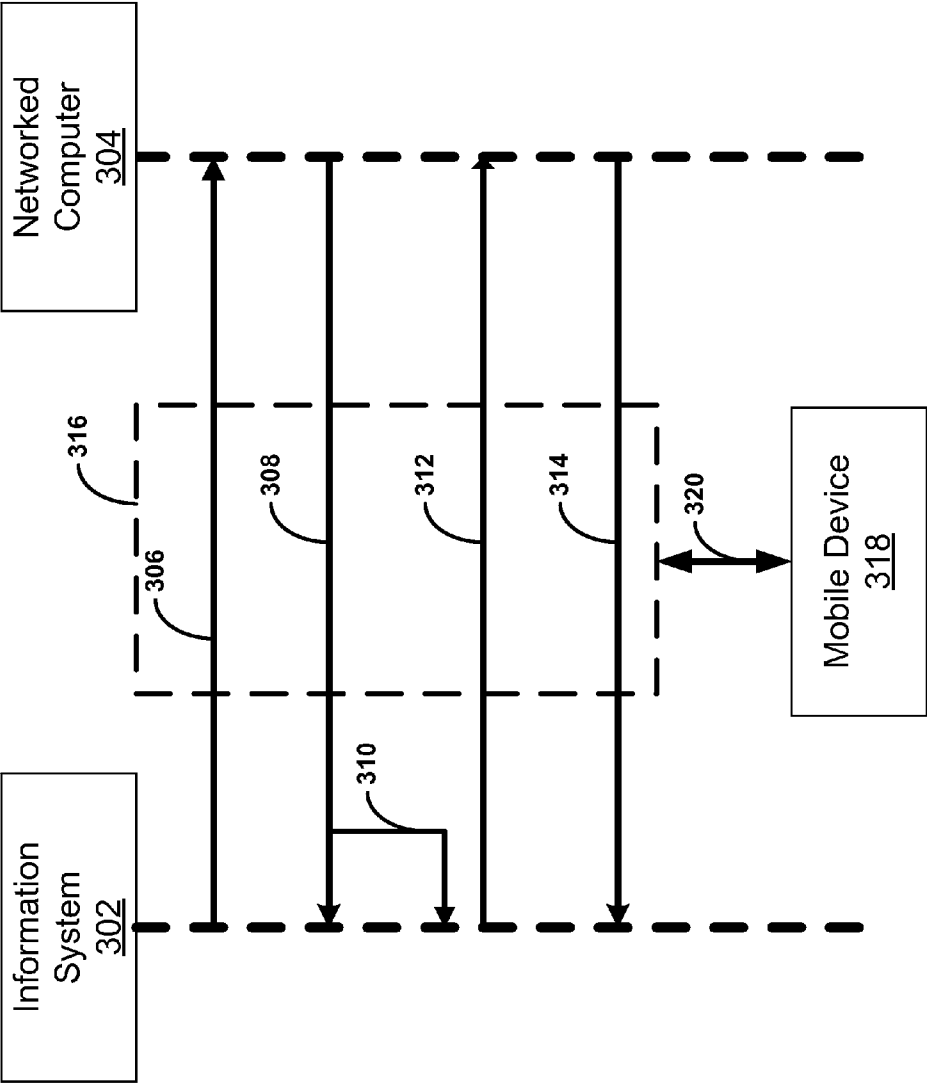 Information
System
302
Networked
Computer
304
316
306
308
310
312
314
320
Mobile Device
318